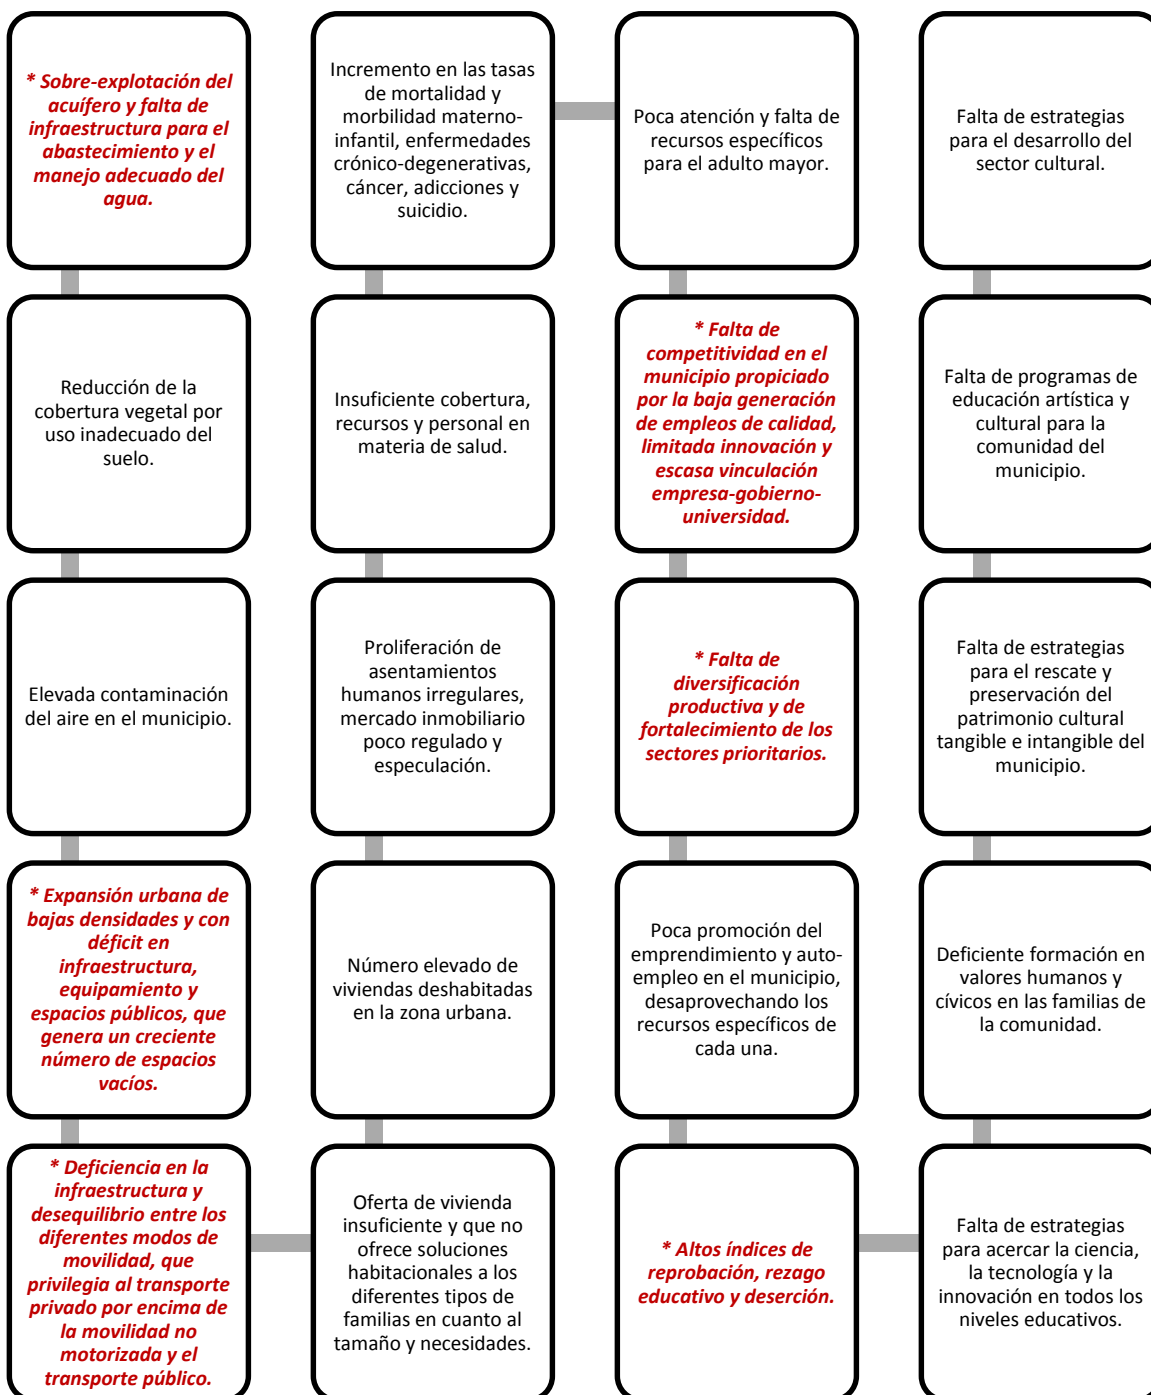 * Sobre-explotación del
acuífero y falta de
infraestructura para el
abastecimiento y el
manejo adecuado del
agua.
Reducción de la
cobertura vegetal por
uso inadecuado del
suelo.
Elevada contaminación
del aire en el municipio.
* Expansión urbana de
bajas densidades y con
déficit en
infraestructura,
equipamiento y
espacios públicos, que
genera un creciente
número de espacios
vacíos.
* Deficiencia en la
infraestructura y
desequilibrio entre los
diferentes modos de
movilidad, que
privilegia al transporte
privado por encima de
la movilidad no
motorizada y el
transporte público.
Oferta de vivienda
insuficiente y que no
ofrece soluciones
habitacionales a los
diferentes tipos de
familias en cuanto al
tamaño y necesidades.
Número elevado de
viviendas deshabitadas
en la zona urbana.
Proliferación de
asentamientos
humanos irregulares,
mercado inmobiliario
poco regulado y
especulación.
Insuficiente cobertura,
recursos y personal en
materia de salud.
Incremento en las tasas
de mortalidad y
morbilidad materno-
infantil, enfermedades
crónico-degenerativas,
cáncer, adicciones y
suicidio.
Poca atención y falta de
recursos específicos
para el adulto mayor.
* Falta de
competitividad en el
municipio propiciado
por la baja generación
de empleos de calidad,
limitada innovación y
escasa vinculación
empresa-gobierno-
universidad.
* Falta de
diversificación
productiva y de
fortalecimiento de los
sectores prioritarios.
Poca promoción del
emprendimiento y auto-
empleo en el municipio,
desaprovechando los
recursos específicos de
cada una.
* Altos índices de
reprobación, rezago
educativo y deserción.
Falta de estrategias
para acercar la ciencia,
la tecnología y la
innovación en todos los
niveles educativos.
Deficiente formación en
valores humanos y
cívicos en las familias de
la comunidad.
Falta de estrategias
para el rescate y
preservación del
patrimonio cultural
tangible e intangible del
municipio.
Falta de programas de
educación artística y
cultural para la
comunidad del
municipio.
Falta de estrategias
para el desarrollo del
sector cultural.